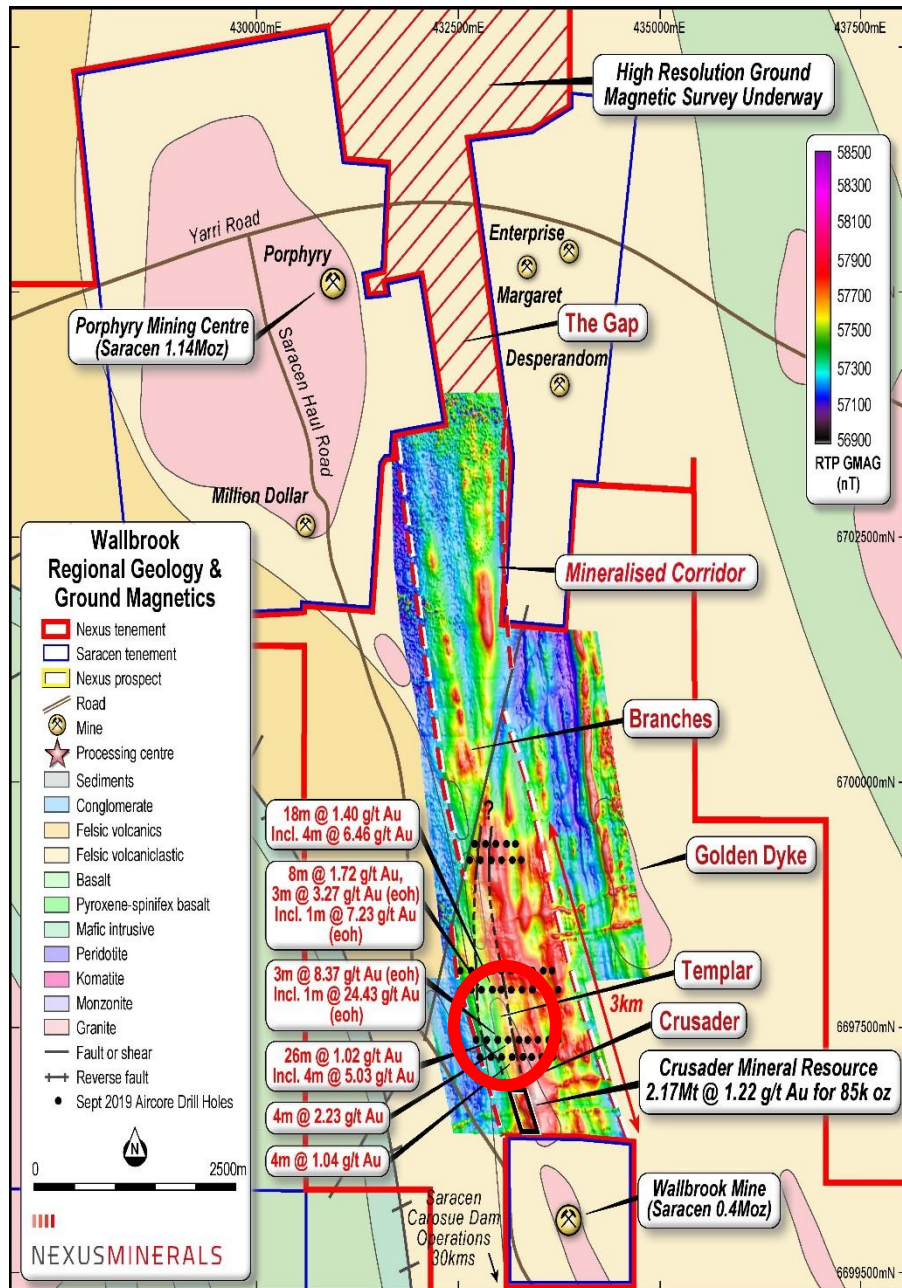 430000mE
432500mE
435000mE
437500mE
High Resolution Ground
Magnetic Survey Underway
58500
58300
58100
57900
57700
57500
57300
57100
56900
RTP GMAG
(nT)
Yarri Road
Porphyry
Enterprise
Margaret
Porphyry Mining Centre
(Saracen 1.14Moz)
The Gap
Saracen Haul Road
Desperandom
Million Dollar
6702500mN
Mineralised Corridor
Wallbrook
Regional Geology &
Ground Magnetics
Nexus tenement
Saracen tenement
Nexus prospect
Road
Mine
Processing centre
Sediments
Conglomerate
Felsic volcanics
Felsic volcaniclastic
Basalt
Pyroxene-spinifex basalt
Mafic intrusive
Peridotite
Komatite
Monzonite
Granite
Fault or shear
Reverse fault
Sept 2019 Aircore Drill Holes
N
0
2500m
NEXUSMINERALS
Branches
6700000mN
?
18m @ 1.40 g/t Au
Incl. 4m @ 6.46 g/t Au
Golden Dyke
8m @ 1.72 g/t Au,
3m @ 3.27 g/t Au (eoh)
Incl. 1m @ 7.23 g/t Au
(eoh)
3m @ 8.37 g/t Au (eoh)
Incl. 1m @ 24.43 g/t Au
(eoh)
Templar
3km
Crusader
6697500mN
26m @ 1.02 g/t Au
Incl. 4m @ 5.03 g/t Au
Crusader Mineral Resource
2.17Mt @ 1.22 g/t Au for 85k oz
4m @ 2.23 g/t Au
4m @ 1.04 g/t Au
Saracen
Carosue Dam
Operations
30kms
Wallbrook Mine
(Saracen 0.4Moz)
6699500mN